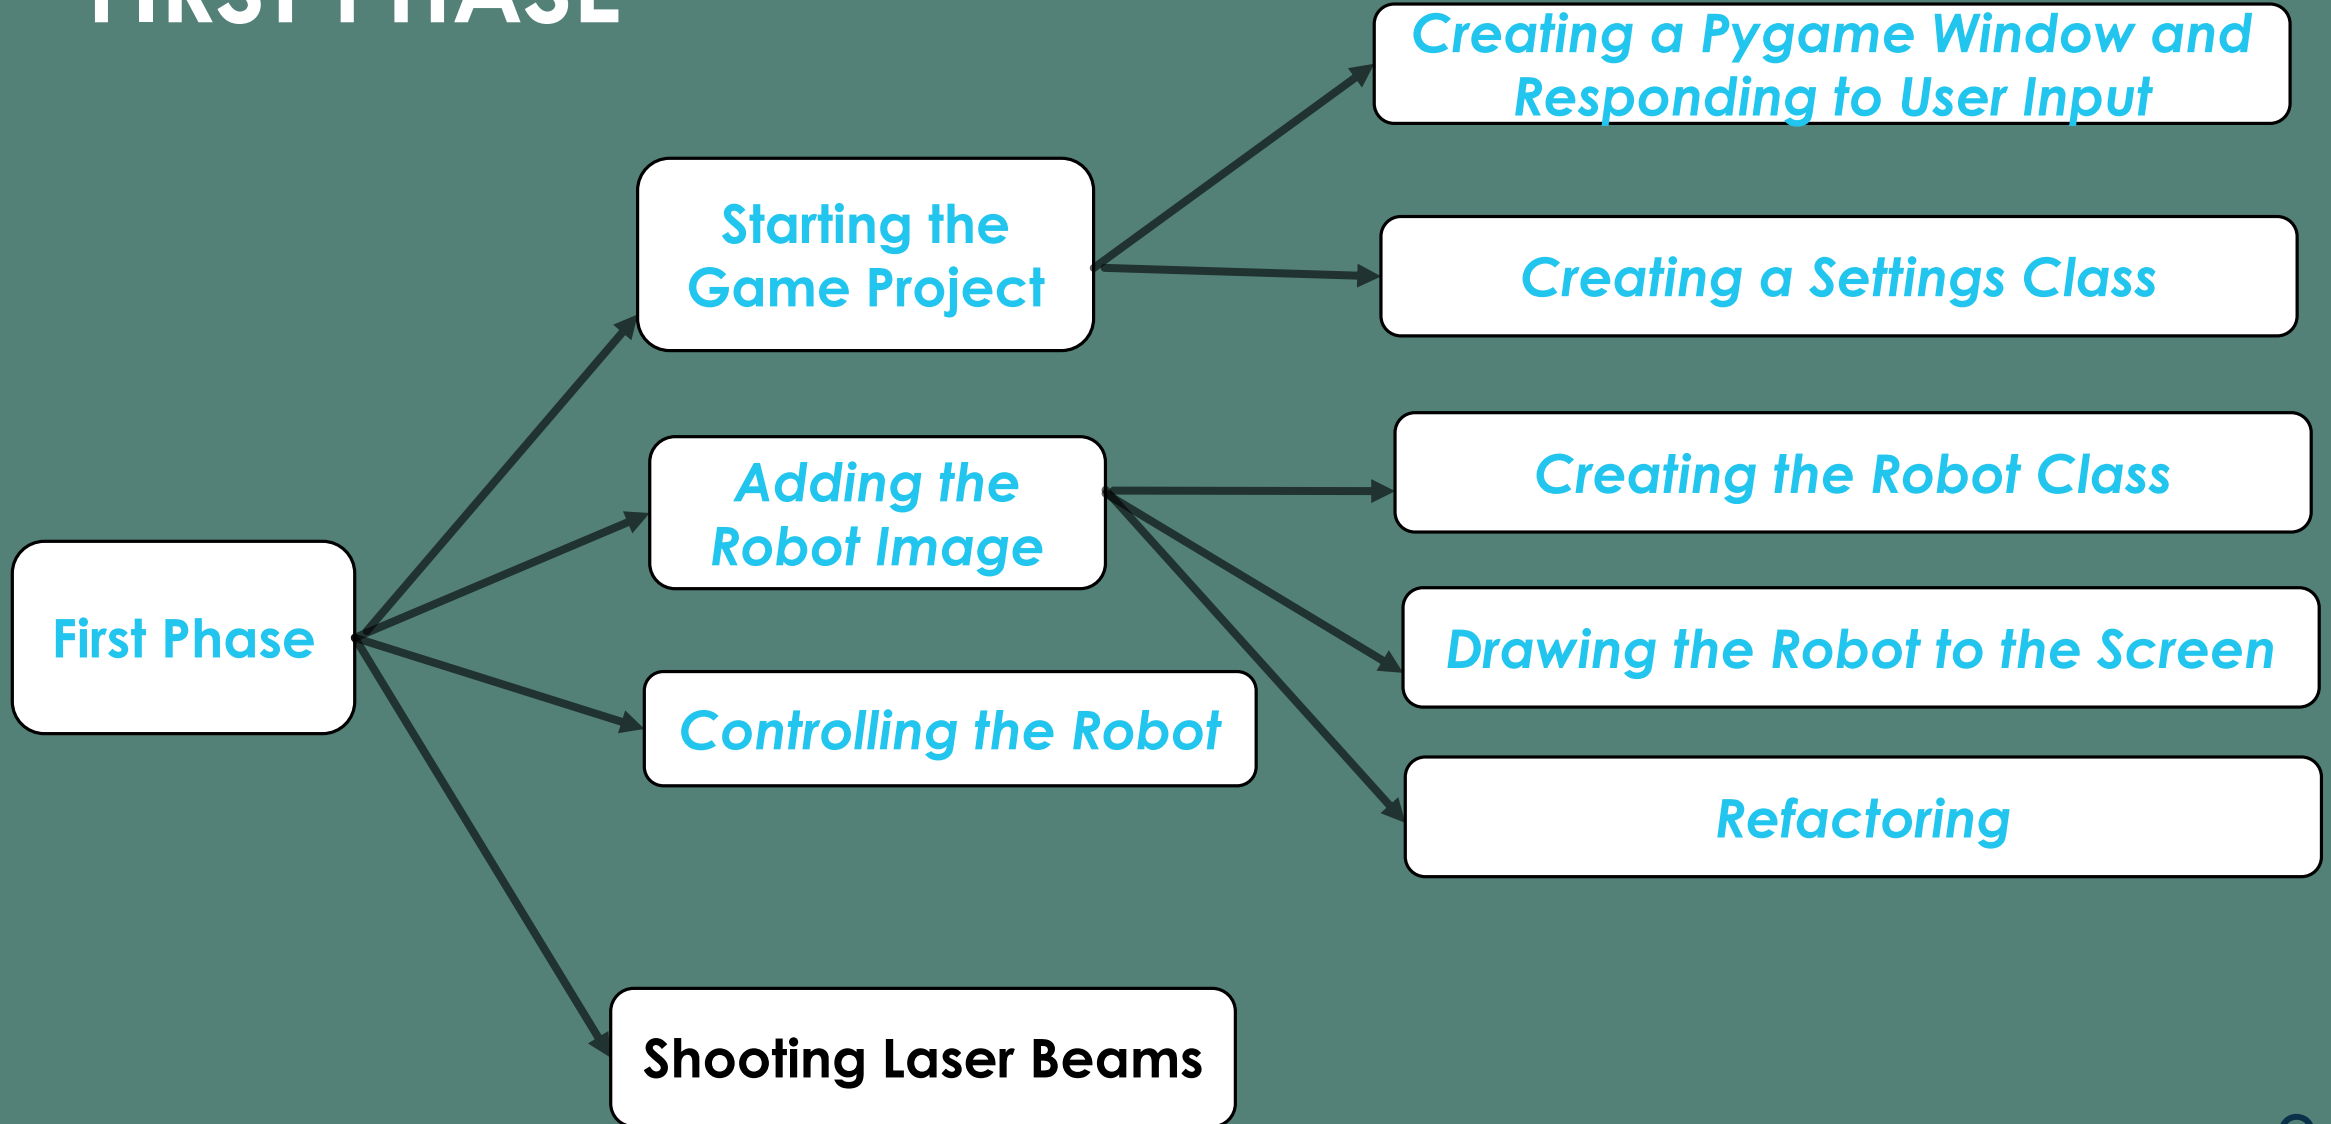 FIRST PHASE
Creating a Pygame Window and
Responding to User Input
Starting the
Game Project
Creating a Settings Class
Adding the
Robot Image
Creating the Robot Class
First Phase
Drawing the Robot to the Screen
Controlling the Robot
Refactoring
Shooting Laser Beams